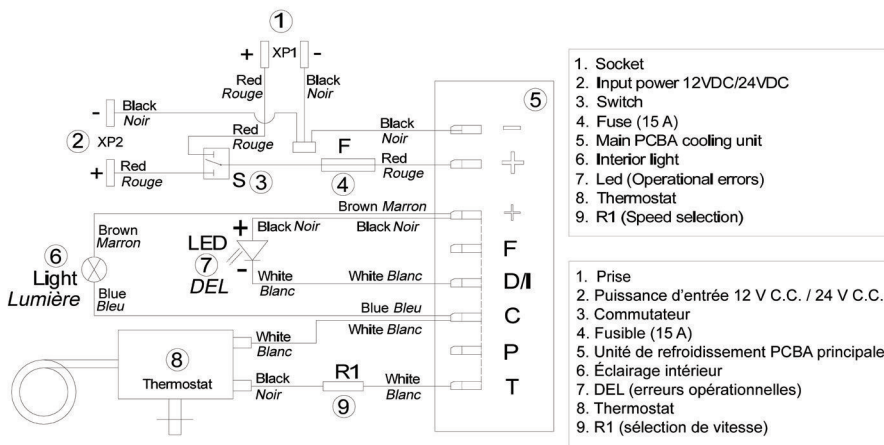 1
+ XP1 -
Red
Rouge
Black
Noir
- Black
Noir
2 XP2
Red
Rouge
Black
Noir
5
-
+ Red
Rouge
S 3
F
4
Red
Rouge
+
Brown Marron
+
Brown
Marron
LED
7
DEL
+ Black Noir
Black Noir
F
6
Light
Lumière
-
White
Blanc
White Blanc
D/I
Blue
Bleu
Blue Bleu
C
White
Blanc
White Blanc
P
8
Thermostat
Black
Noir
R1
9
White
Blanc
T
1. Socket
2. Input power 12VDC/24VDC
3. Switch
4. Fuse (15 A)
5. Main PCBA cooling unit
6. Interior light
7. Led (Operational errors)
8. Thermostat
9. R1 (Speed selection)
1. Prise
2. Puissance d'entrée 12 V C.C. / 24 V C.C.
3. Commutateur
4. Fusible (15 A)
5. Unité de refroidissement PCBA principale
6. Éclairage intérieur
7. DEL (erreurs opérationnelles)
8. Thermostat
9. R1 (sélection de vitesse)